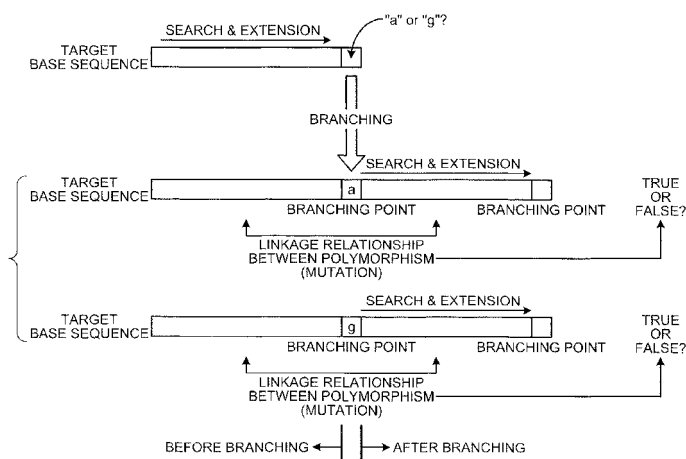 SEARCH & EXTENSION
"a" or "g"?
TARGET
BASE SEQUENCE
BRANCHING
SEARCH & EXTENSION
TARGET
BASE SEQUENCE
a
TRUE
OR
FALSE?
BRANCHING POINT
BRANCHING POINT
LINKAGE RELATIONSHIP
BETWEEN POLYMORPHISM
(MUTATION)
SEARCH & EXTENSION
TARGET
BASE SEQUENCE
g
TRUE
OR
FALSE?
BRANCHING POINT
BRANCHING POINT
LINKAGE RELATIONSHIP
BETWEEN POLYMORPHISM
(MUTATION)
BEFORE BRANCHING
AFTER BRANCHING